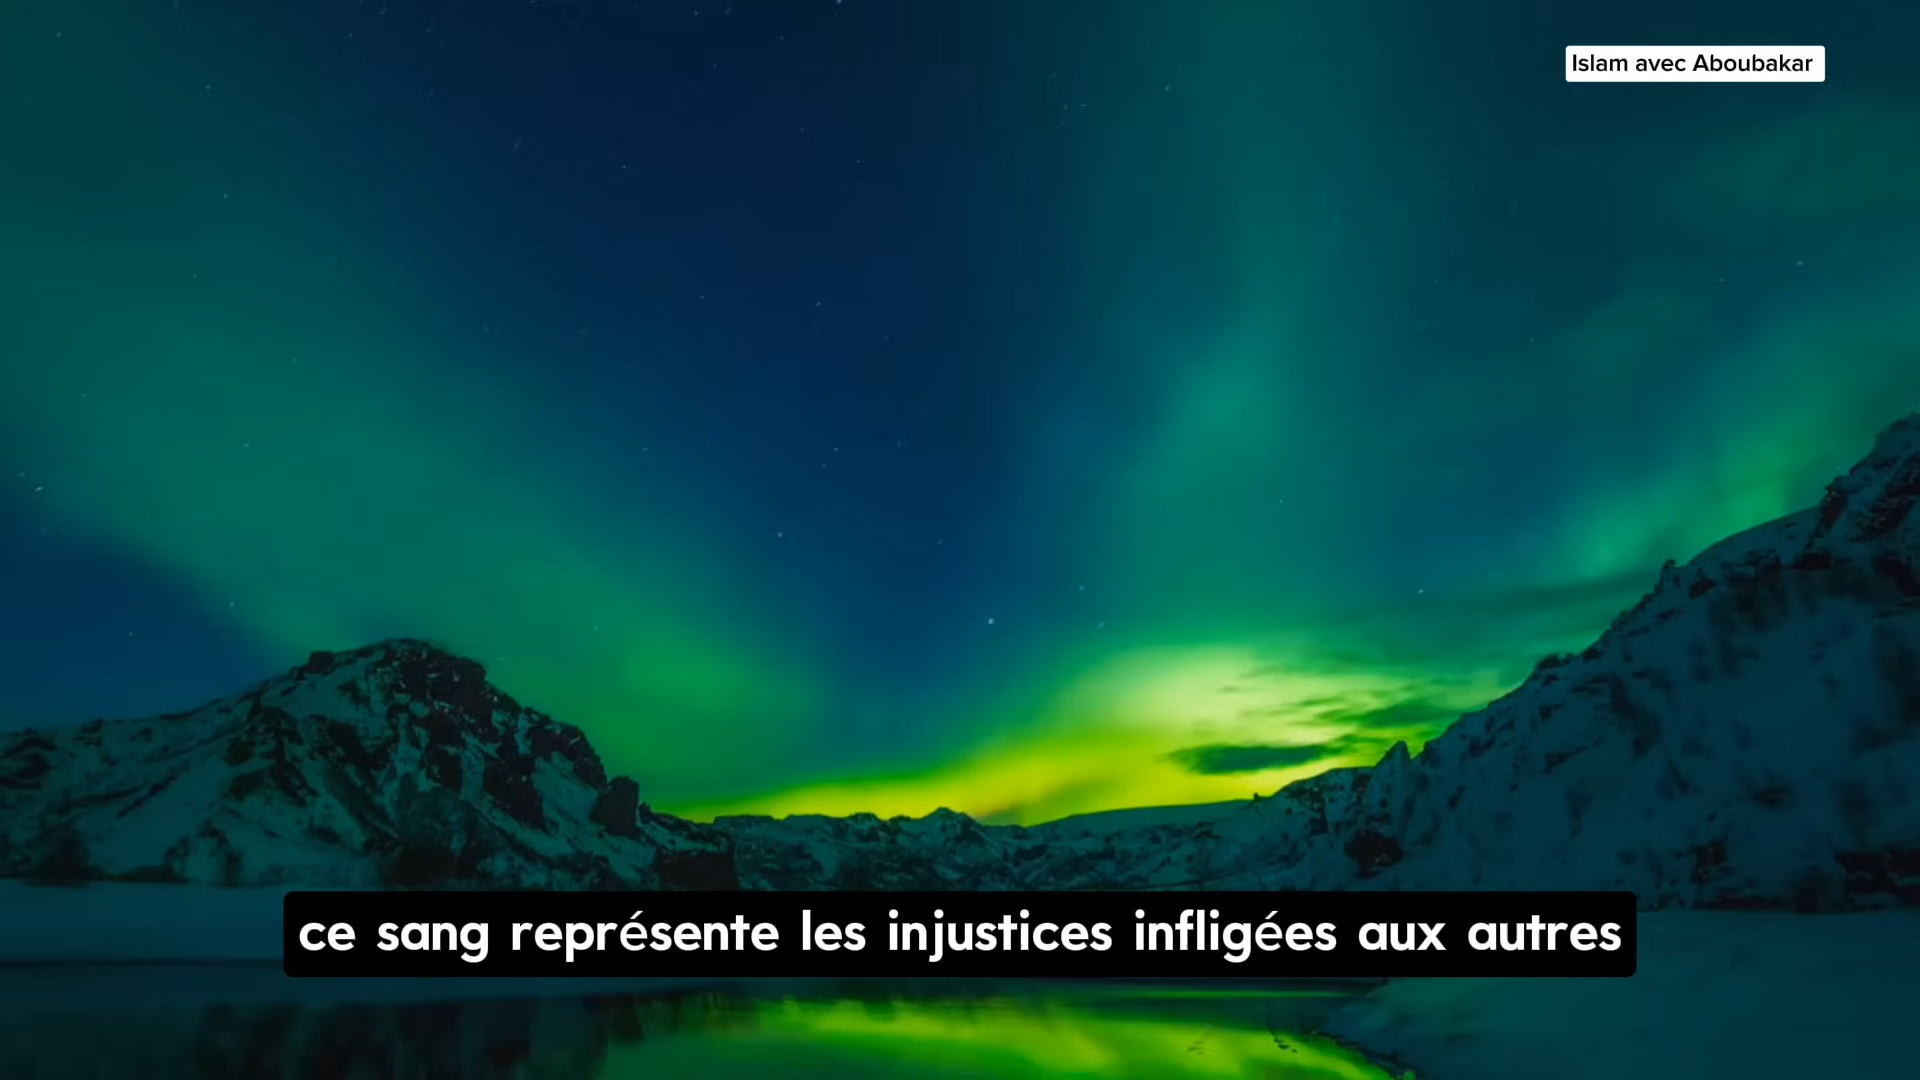 Islam avec Aboubakar
ce sang représente les injustices infligées aux autres